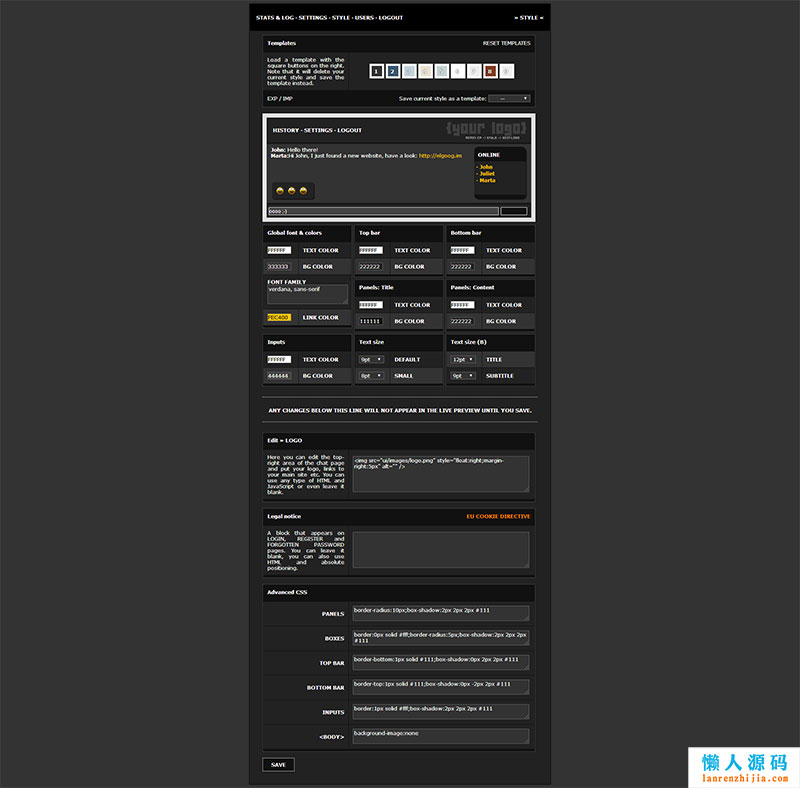 STATS & LOG · SETTINGS · STYLE · USERS · LOGOUT
» STYLE «
Templates
RESET TEMPLATES
Load a template with the
square buttons on the right.
Note that it will delete your
current style and save the
template instead.
1 2 8
EXP / IMP
Save current style as a template: ---
HISTORY · SETTINGS · LOGOUT
{your logo}
John: Hello there!
Marta:Hi John, I just found a new website, have a look: http://elgoog.im
ONLINE
- John
- Juliet
- Marta
oooo ;-)
Global font & colors
FFFFFF TEXT COLOR
333333 BG COLOR
FONT FAMILY
verdana, sans-serif
FEC400 LINK COLOR
Top bar
FFFFFF TEXT COLOR
222222 BG COLOR
Bottom bar
FFFFFF TEXT COLOR
222222 BG COLOR
Panels: Title
FFFFFF TEXT COLOR
111111 BG COLOR
Panels: Content
FFFFFF TEXT COLOR
222222 BG COLOR
Inputs
FFFFFF TEXT COLOR
444444 BG COLOR
Text size
9pt DEFAULT
8pt SMALL
Text size (B)
12pt TITLE
9pt SUBTITLE
ANY CHANGES BELOW THIS LINE WILL NOT APPEAR IN THE LIVE PREVIEW UNTIL YOU SAVE.
Edit » LOGO
Here you can edit the top-
right area of the chat page
and put your logo, links to
your main site etc. You can
use any type of HTML and
JavaScript or even leave it
blank.
<img src="ui/images/logo.png" style="float:right;margin-
right:5px" alt="" />
Legal notice
EU COOKIE DIRECTIVE
A block that appears on
LOGIN, REGISTER and
FORGOTTEN PASSWORD
pages. You can leave it
blank, you can also use
HTML and absolute
positioning.
Advanced CSS
PANELS
border-radius:10px;box-shadow:2px 2px 2px #111
BOXES
border:0px solid #fff;border-radius:5px;box-shadow:2px 2px 2px
#111
TOP BAR
border-bottom:1px solid #111;box-shadow:0px 2px 2px #111
BOTTOM BAR
border-top:1px solid #111;box-shadow:0px -2px 2px #111
INPUTS
border:1px solid #fff;box-shadow:2px 2px 2px #111
<BODY>
background-image:none
SAVE
懒人源码
lanrenzhijia.com